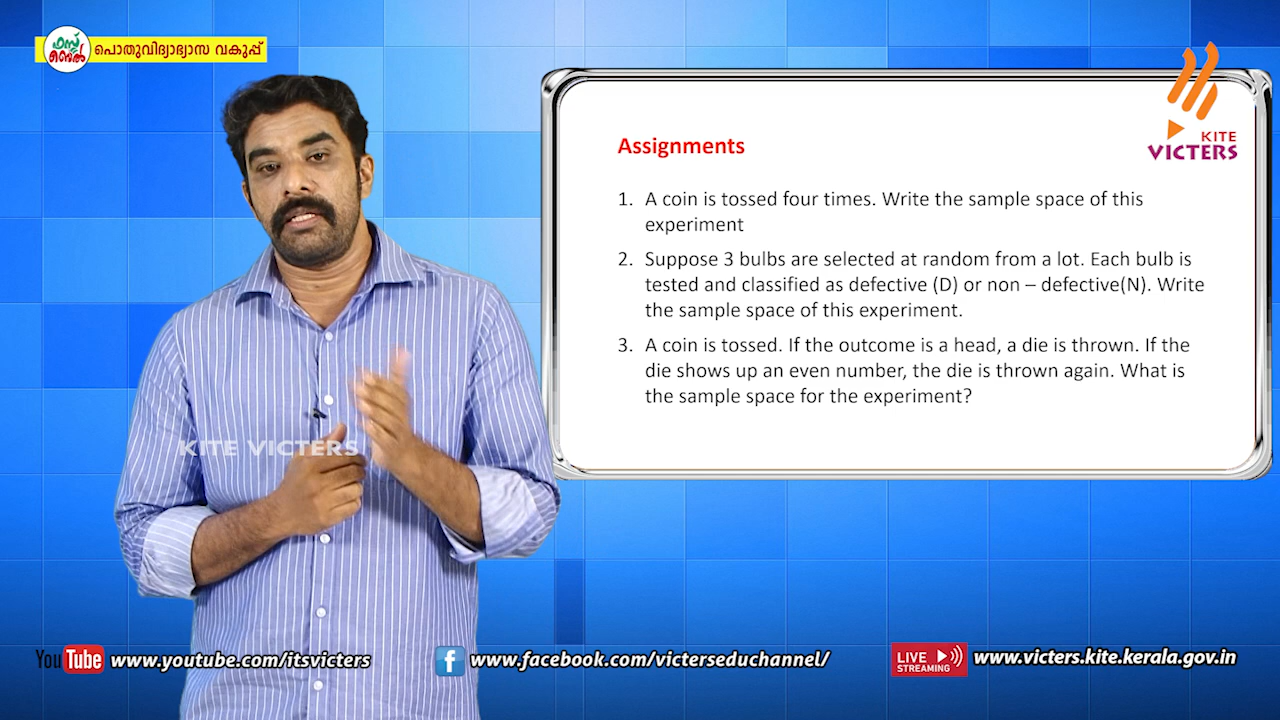 ഫസ്റ്റ്
ബെൽ
പൊതുവിദ്യാഭ്യാസ വകുപ്പ്
KITE
VICTERS
Assignments
1. A coin is tossed four times. Write the sample space of this
experiment
2. Suppose 3 bulbs are selected at random from a lot. Each bulb is
tested and classified as defective (D) or non – defective(N). Write
the sample space of this experiment.
3. A coin is tossed. If the outcome is a head, a die is thrown. If the
die shows up an even number, the die is thrown again. What is
the sample space for the experiment?
KITE VICTERS
YouTube www.youtube.com/itsvicters
f www.facebook.com/victerseduchannel/
LIVE
STREAMING
www.victers.kite.kerala.gov.in